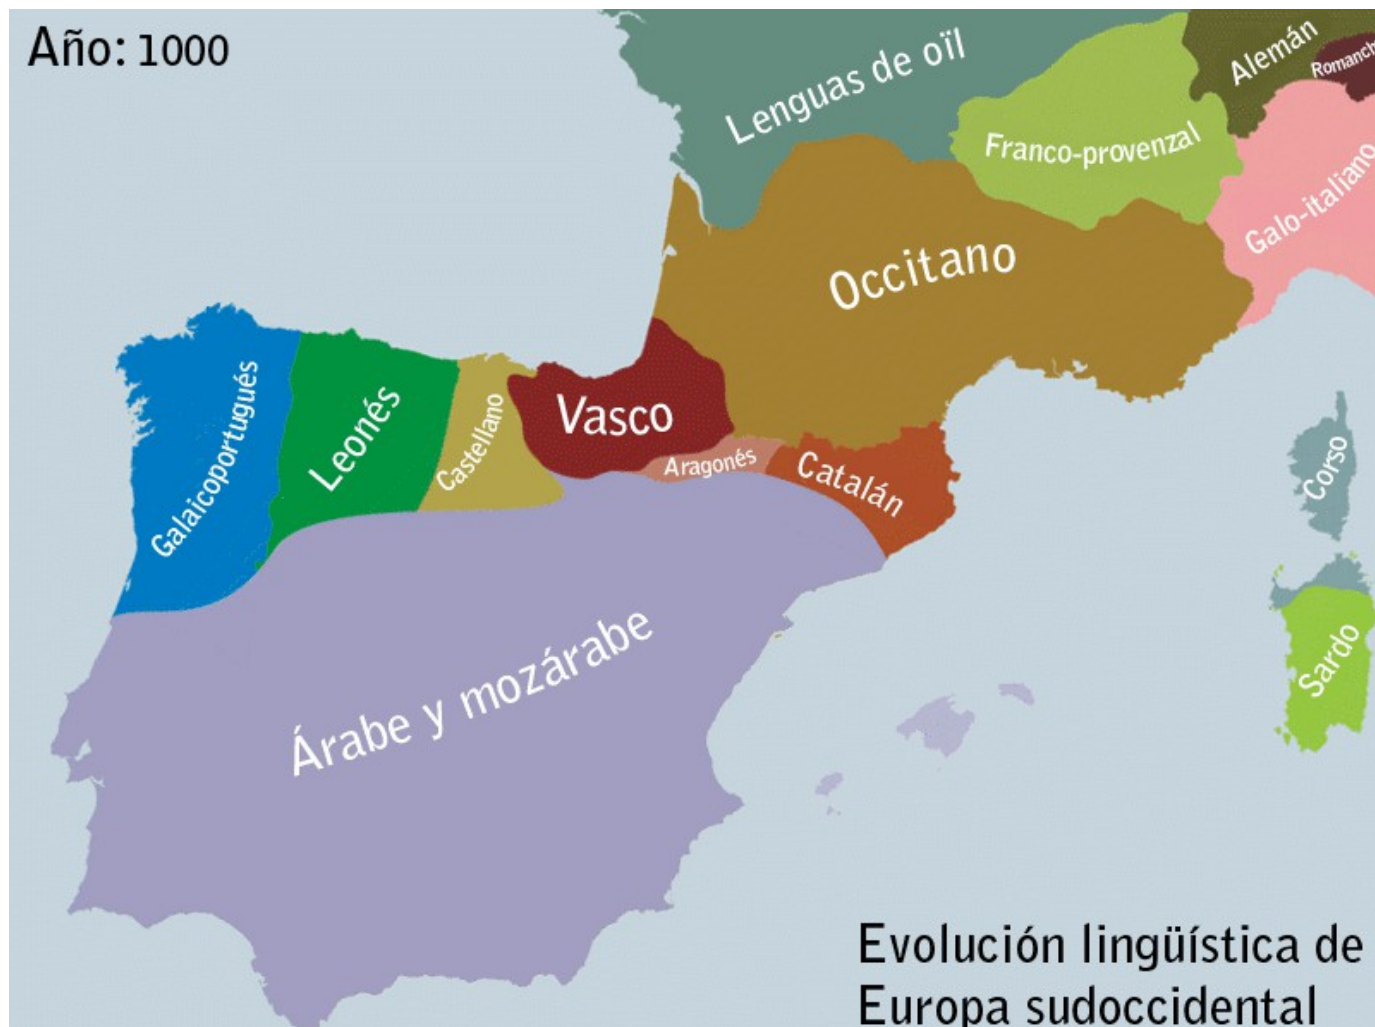 Año: 1000
Lenguas de oïl
Alemán
Romanch
Franco-provenzal
Galo-italiano
Occitano
Galaicoportugués
Leonés
Castellano
Vasco
Aragonés
Catalán
Corso
Árabe y mozárabe
Sardo
Evolución lingüística de
Europa sudoccidental